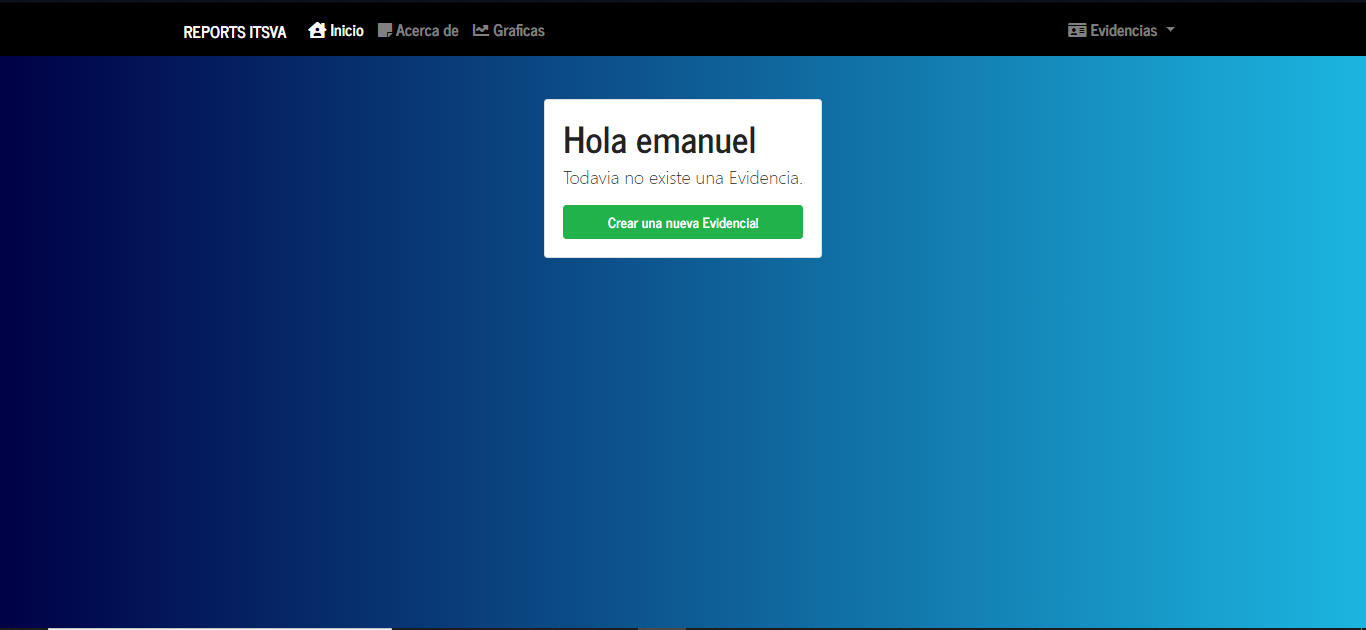 REPORTS ITSVA Inicio Acerca de Graficas Evidencias
Hola emanuel
Todavia no existe una Evidencia.
Crear una nueva Evidencia!